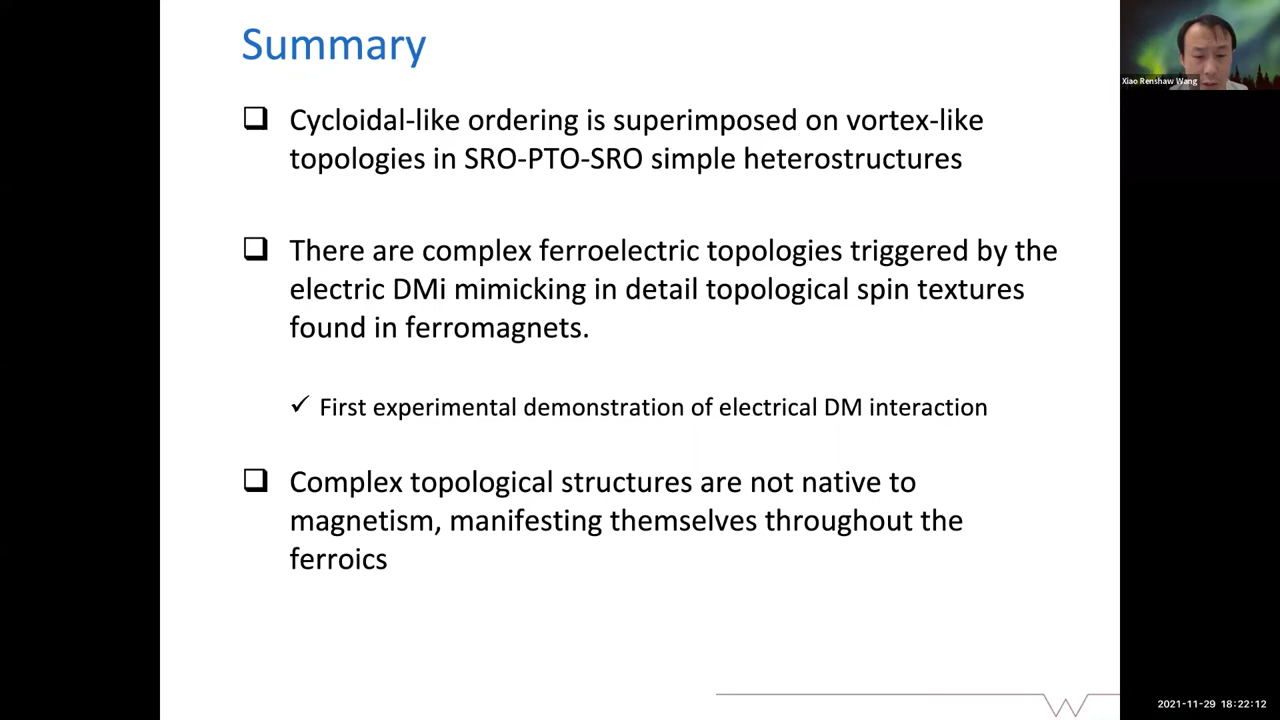 Summary
Cycloidal-like ordering is superimposed on vortex-like
topologies in SRO-PTO-SRO simple heterostructures
There are complex ferroelectric topologies triggered by the
electric DMi mimicking in detail topological spin textures
found in ferromagnets.
✓ First experimental demonstration of electrical DM interaction
Complex topological structures are not native to
magnetism, manifesting themselves throughout the
ferroics
Xiao Renshaw Wang
2021-11-29 18:22:12